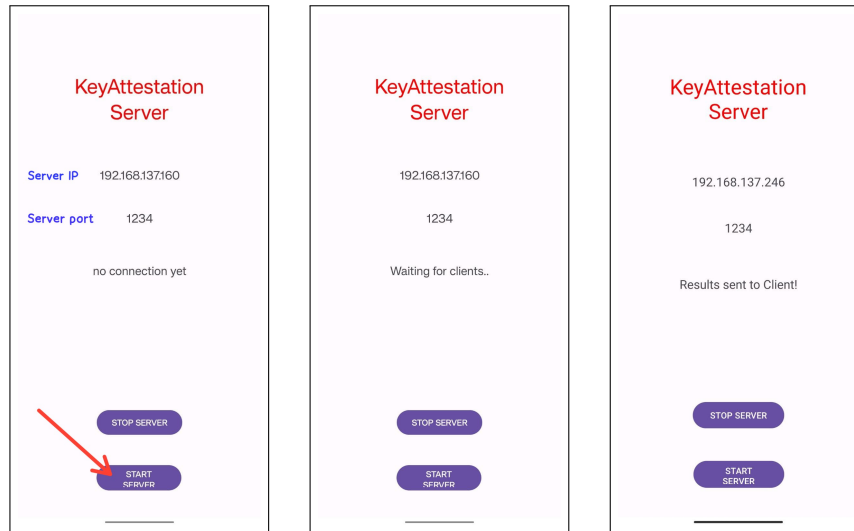 KeyAttestation
Server
Server IP 192.168.137.160
Server port 1234
no connection yet
STOP SERVER
START
SERVER
KeyAttestation
Server
192.168.137.160
1234
Waiting for clients..
STOP SERVER
START
SERVER
KeyAttestation
Server
192.168.137.246
1234
Results sent to Client!
STOP SERVER
START
SERVER